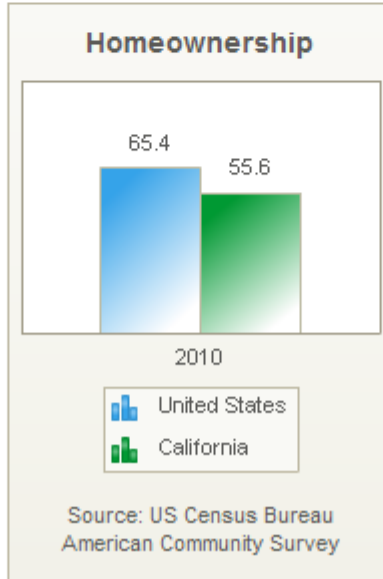 Homeownership
65.4
55.6
2010
United States
California
Source: US Census Bureau
American Community Survey